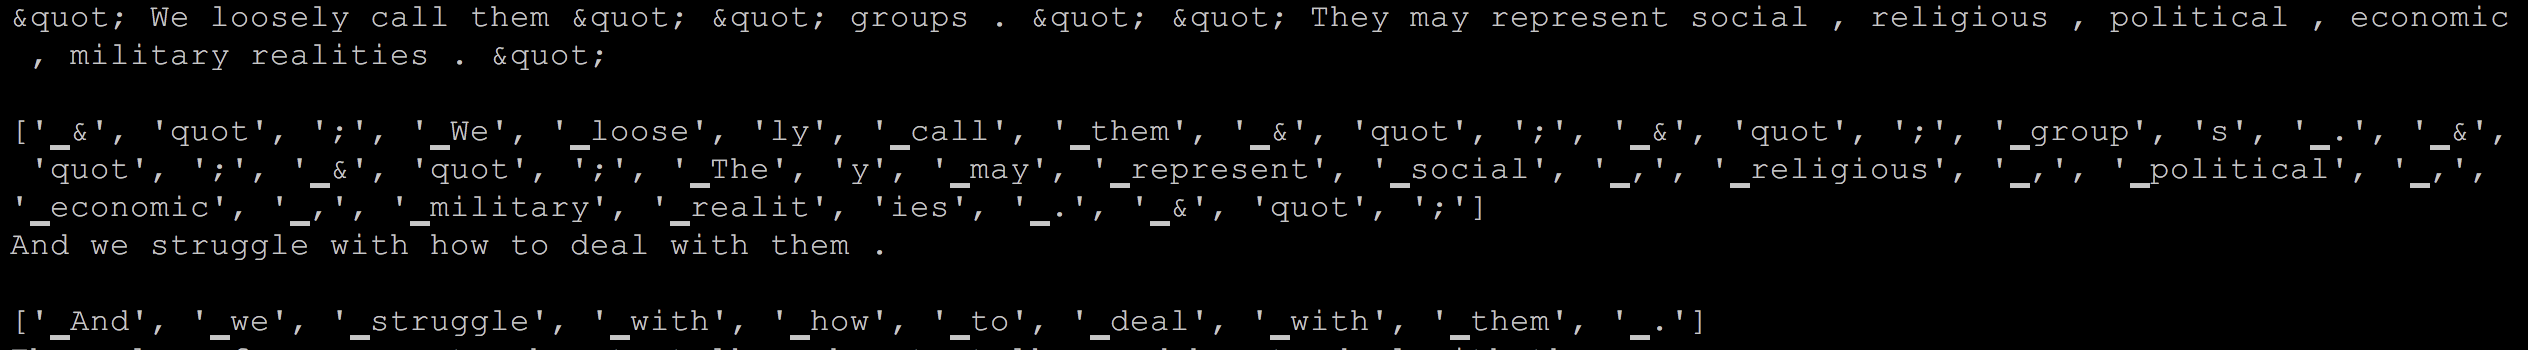 &quot; We loosely call them &quot; &quot; groups . &quot; &quot; They may represent social , religious , political , economic
, military realities . &quot;
['▁&', 'quot', ';', '▁We', '▁loose', 'ly', '▁call', '▁them', '▁&', 'quot', ';', '▁&', 'quot', ';', '▁group', 's', '▁.', '▁&',
'quot', ';', '▁&', 'quot', ';', '▁The', 'y', '▁may', '▁represent', '▁social', '▁,', '▁religious', '▁,', '▁political', '▁,',
'▁economic', '▁,', '▁military', '▁realit', 'ies', '▁.', '▁&', 'quot', ';']
And we struggle with how to deal with them .
['▁And', '▁we', '▁struggle', '▁with', '▁how', '▁to', '▁deal', '▁with', '▁them', '▁.']